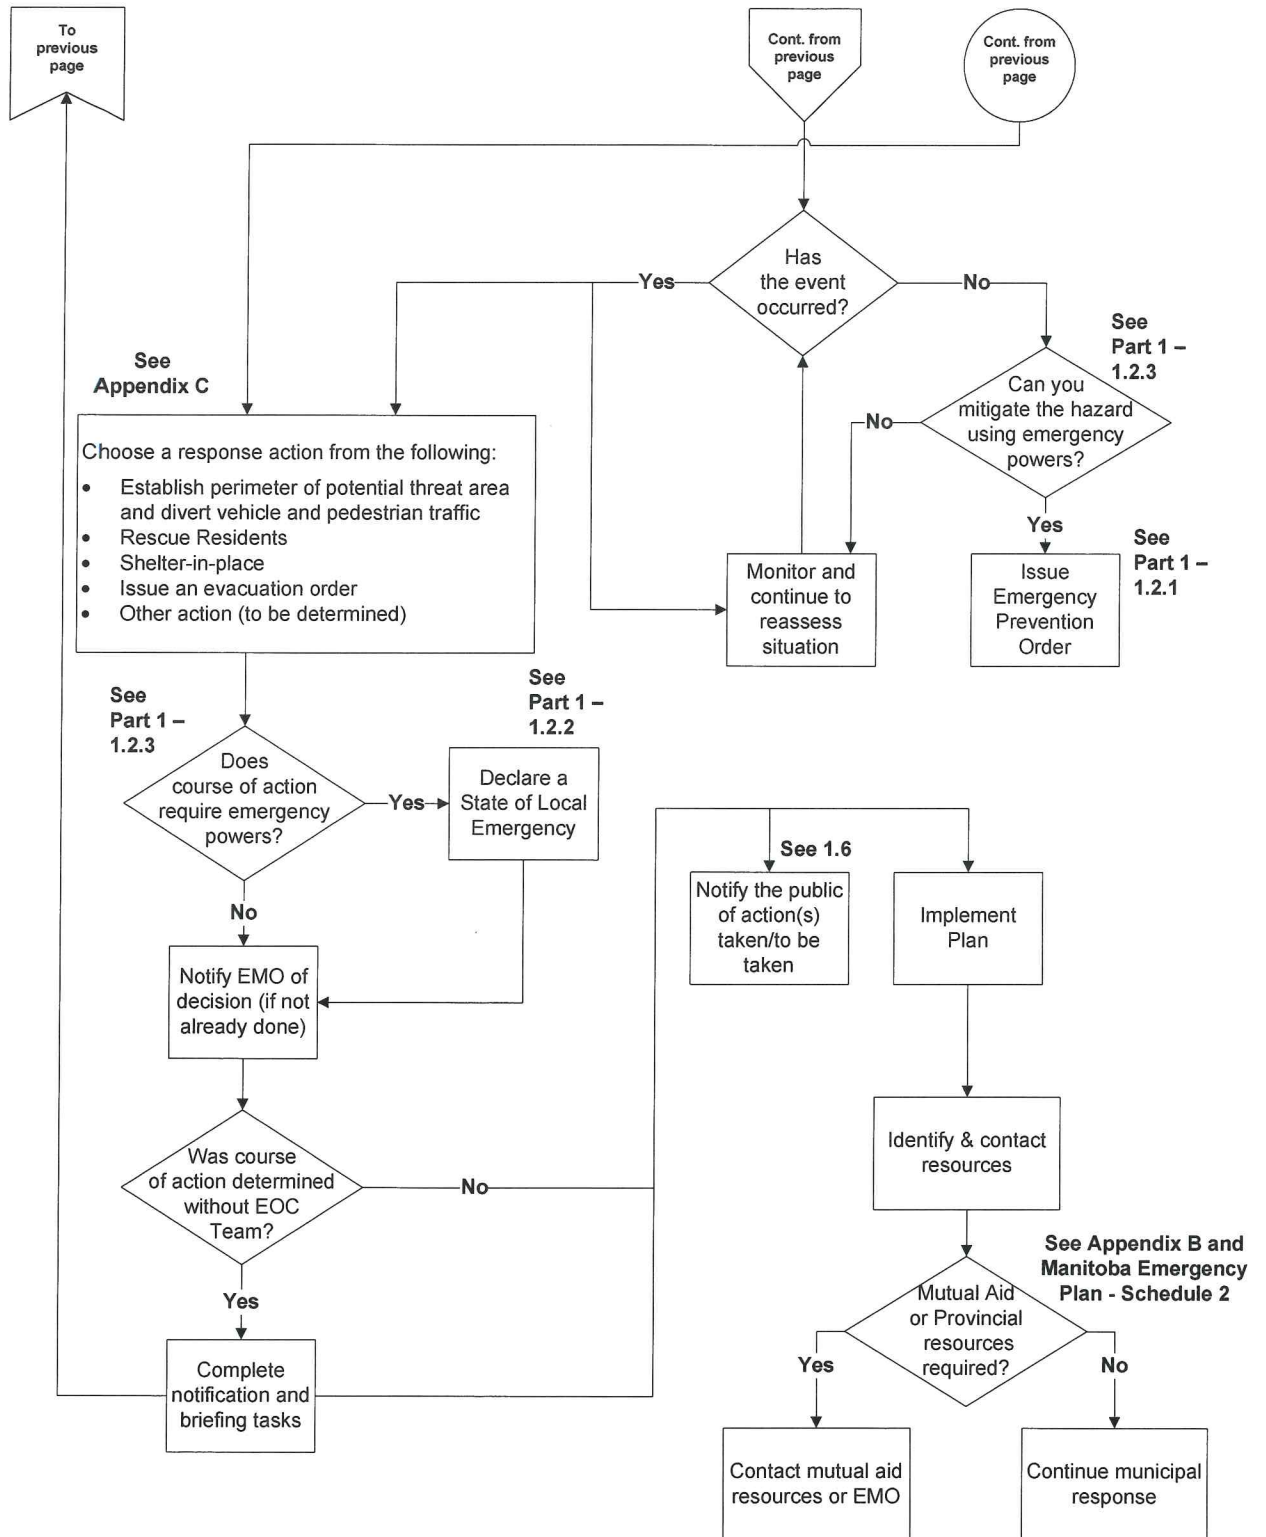 To
previous
page
Cont. from
previous
page
Cont. from
previous
page
Has
the event
occurred?
Yes
No
See
Part 1 –
1.2.3
Can you
mitigate the hazard
using emergency
powers?
No
Yes
See
Part 1 –
1.2.1
Issue
Emergency
Prevention
Order
Monitor and
continue to
reassess
situation
See
Appendix C
Choose a response action from the following:
• Establish perimeter of potential threat area
and divert vehicle and pedestrian traffic
• Rescue Residents
• Shelter-in-place
• Issue an evacuation order
• Other action (to be determined)
See
Part 1 –
1.2.3
Does
course of action
require emergency
powers?
Yes
See
Part 1 –
1.2.2
Declare a
State of Local
Emergency
No
Notify EMO of
decision (if not
already done)
Was course
of action determined
without EOC
Team?
No
Yes
Complete
notification and
briefing tasks
See 1.6
Notify the public
of action(s)
taken/to be
taken
Implement
Plan
Identify & contact
resources
See Appendix B and
Manitoba Emergency
Plan - Schedule 2
Mutual Aid
or Provincial
resources
required?
Yes
No
Contact mutual aid
resources or EMO
Continue municipal
response